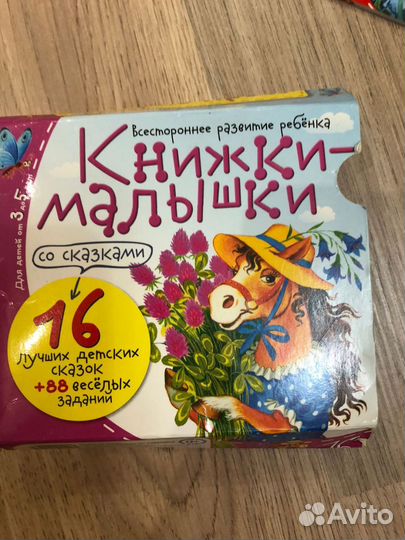 Всестороннее развитие ребёнка
Книжки-
малышки
со сказками
Для детей от 3 до 5 лет
16
лучших детских
сказок
+88 весёлых
заданий
Avito